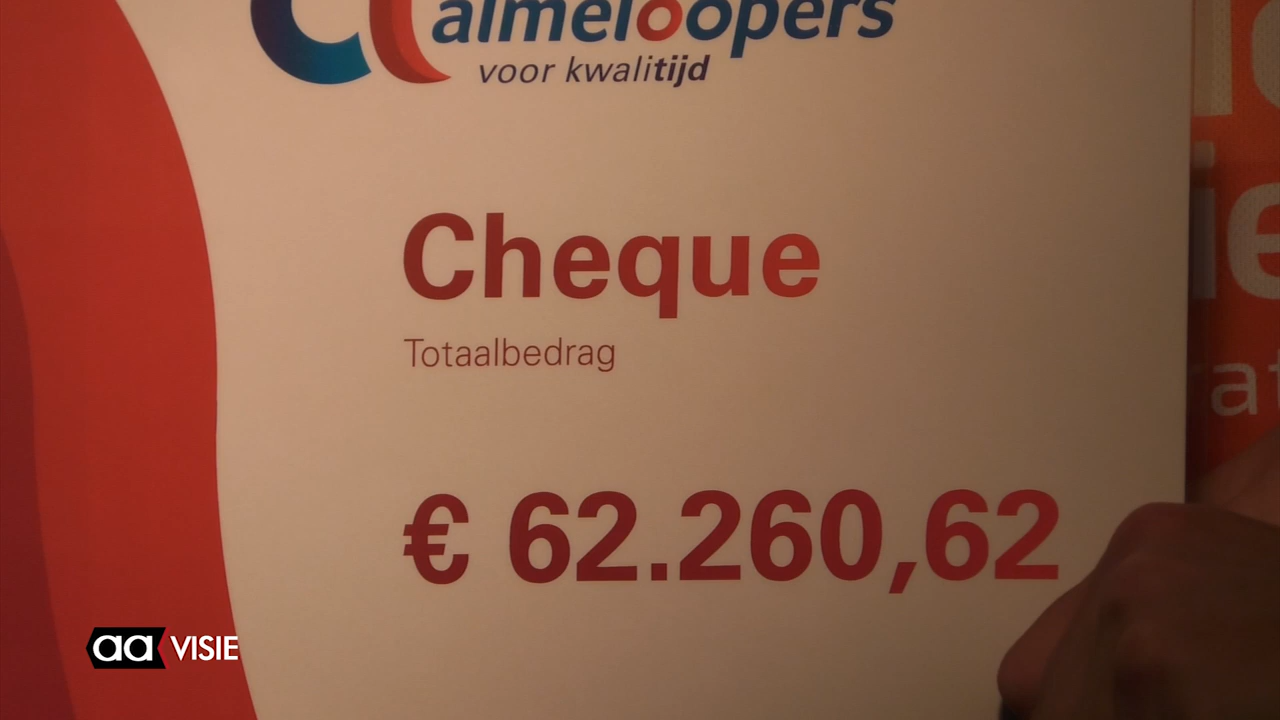 almeloopers
voor kwalitijd
Cheque
Totaalbedrag
€ 62.260,62
aa VISIE